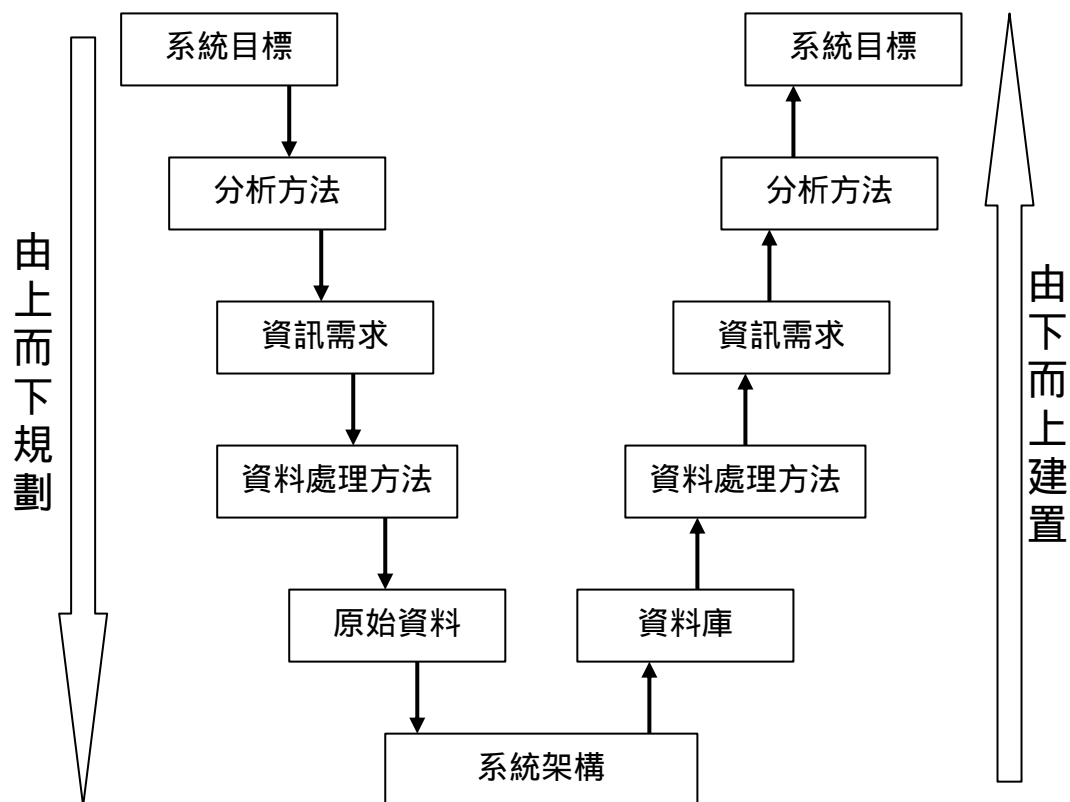 系統目標
分析方法
資訊需求
資料處理方法
原始資料
系統架構
資料庫
資料處理方法
資訊需求
分析方法
系統目標
由上而下規劃
由下而上建置